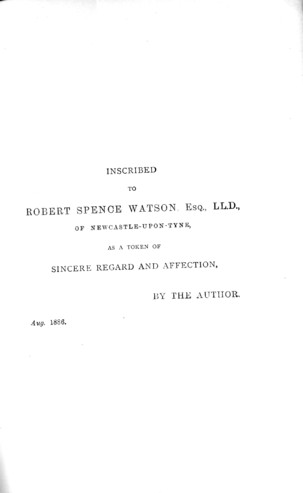 INSCRIBED
TO
ROBERT SPENCE WATSON, Esq., LL.D.,
OF NEWCASTLE-UPON-TYNE,
AS A TOKEN OF
SINCERE REGARD AND AFFECTION,
BY THE AUTHOR.
Aug. 1886.